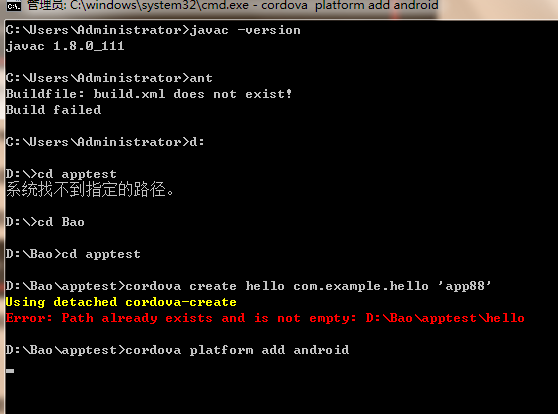 管理员: C:\windows\system32\cmd.exe - cordova  platform add android
C:\Users\Administrator>javac -version
javac 1.8.0_111
C:\Users\Administrator>ant
Buildfile: build.xml does not exist!
Build failed
C:\Users\Administrator>d:
D:\>cd apptest
系统找不到指定的路径。
D:\>cd Bao
D:\Bao>cd apptest
D:\Bao\apptest>cordova create hello com.example.hello 'app88'
Using detached cordova-create
Error: Path already exists and is not empty: D:\Bao\apptest\hello
D:\Bao\apptest>cordova platform add android